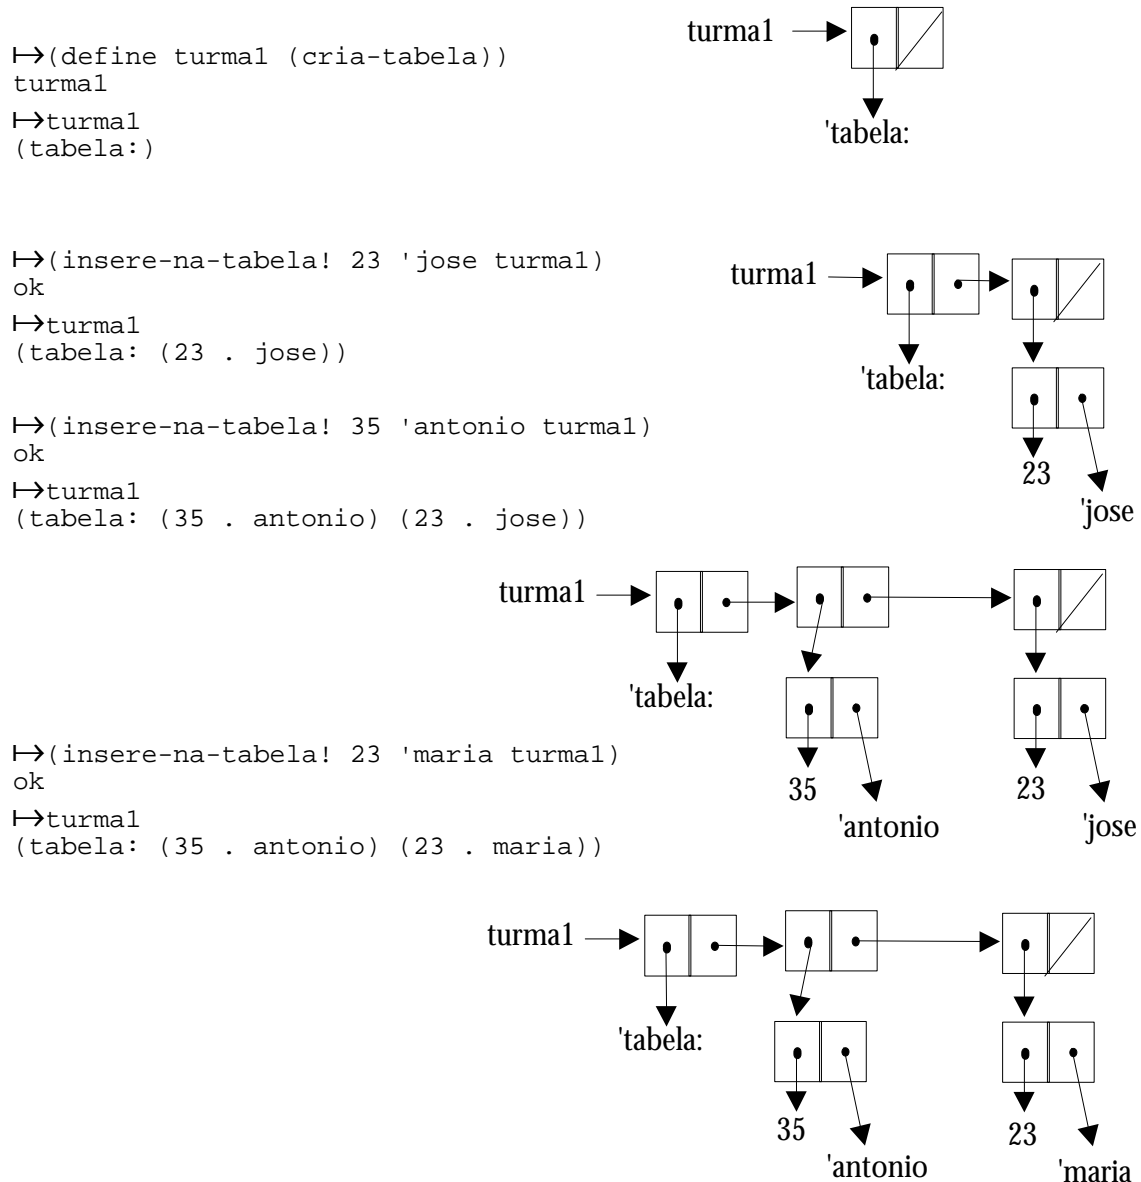 ↦(define turma1 (cria-tabela))
turma1
↦turma1
(tabela:)
turma1
'tabela:
↦(insere-na-tabela! 23 'jose turma1)
ok
↦turma1
(tabela: (23 . jose))
turma1
'tabela:
23
'jose
↦(insere-na-tabela! 35 'antonio turma1)
ok
↦turma1
(tabela: (35 . antonio) (23 . jose))
turma1
'tabela:
35
23
'antonio
'jose
↦(insere-na-tabela! 23 'maria turma1)
ok
↦turma1
(tabela: (35 . antonio) (23 . maria))
turma1
'tabela:
35
23
'antonio
'maria